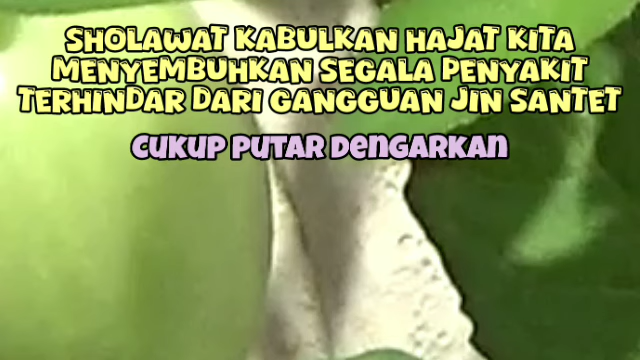 SHOLAWAT KABULKAN HAJAT KITA
MENYEMBUHKAN SEGALA PENYAKIT
TERHINDAR DARI GANGGUAN JIN SANTET
CUKUP PUTAR DENGARKAN